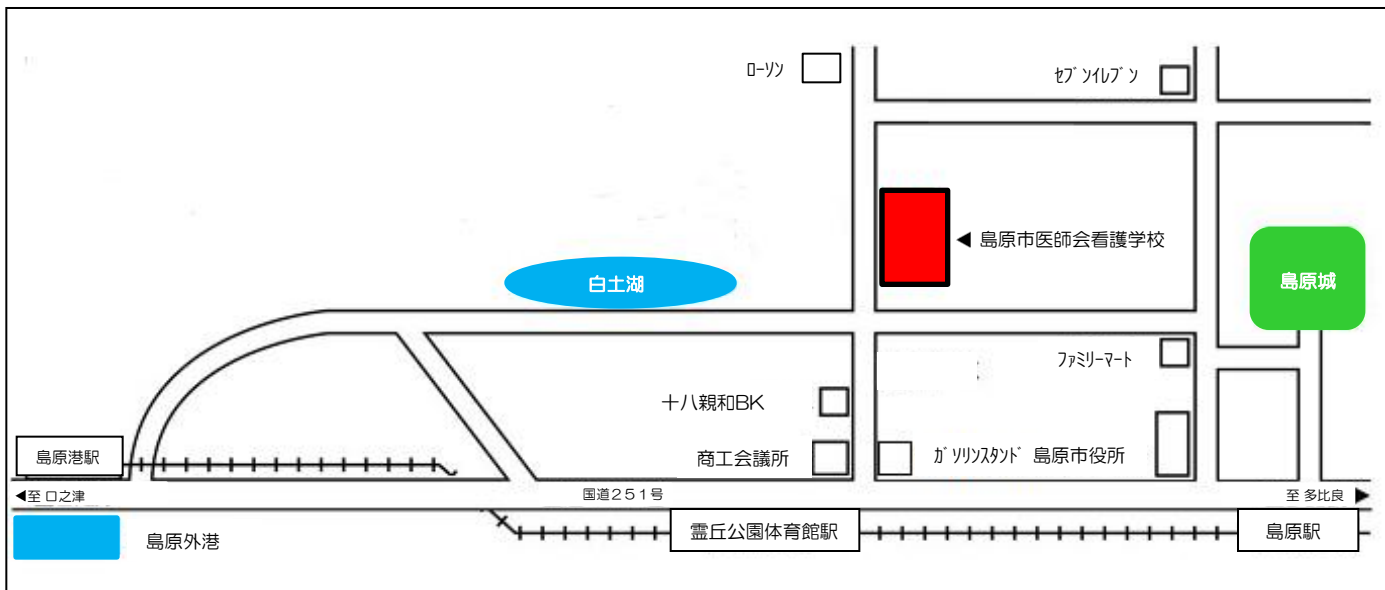 ﾛｰｿﾝ
ｾﾌﾞﾝｲﾚﾌﾞﾝ
◀ 島原市医師会看護学校
白土湖
島原城
ﾌｧﾐﾘｰﾏｰﾄ
十八親和BK
島原港駅
商工会議所
ｶﾞｿﾘﾝｽﾀﾝﾄﾞ 島原市役所
◀至 口之津
国道２５１号
至 多比良 ▶
島原外港
霊丘公園体育館駅
島原駅